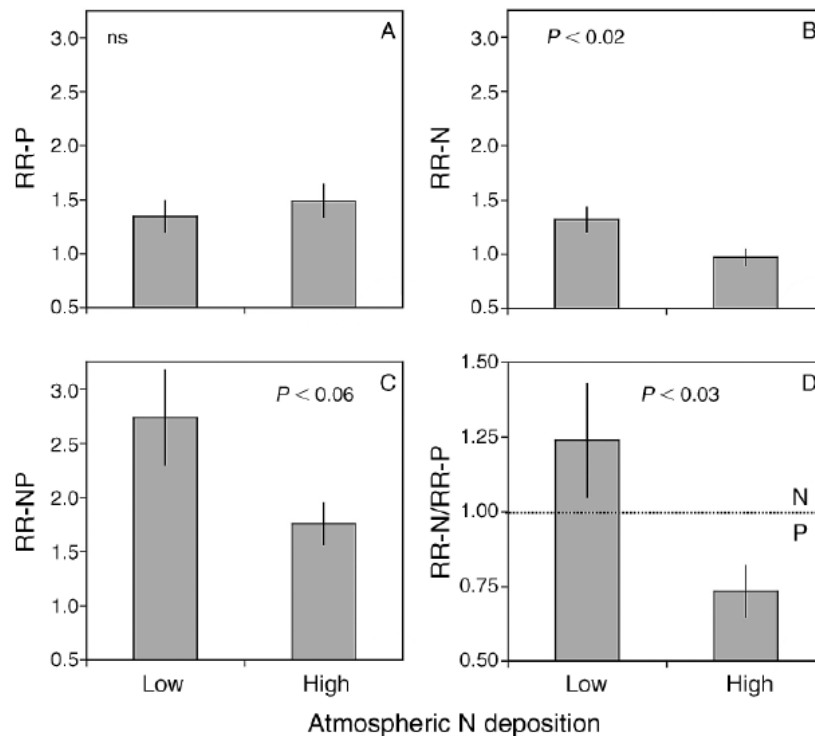 ns
A
3.0
2.5
2.0
1.5
1.0
0.5
RR-P
P < 0.02
B
3.0
2.5
2.0
1.5
1.0
0.5
RR-N
P < 0.06
C
3.0
2.5
2.0
1.5
1.0
0.5
RR-NP
Low
High
P < 0.03
D
1.50
1.25
1.00
0.75
0.50
RR-N/RR-P
N
P
Low
High
Atmospheric N deposition